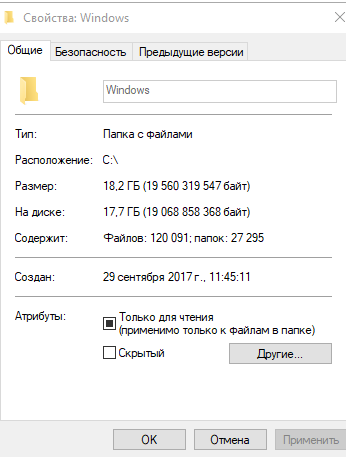 Свойства: Windows
Общие Безопасность Предыдущие версии
Windows
Тип: Папка с файлами
Расположение: C:\
Размер: 18,2 ГБ (19 560 319 547 байт)
На диске: 17,7 ГБ (19 068 858 368 байт)
Содержит: Файлов: 120 091; папок: 27 295
Создан: 29 сентября 2017 г., 11:45:11
Атрибуты: Только для чтения
(применимо только к файлам в папке)
Скрытый Другие...
OK Отмена Применить